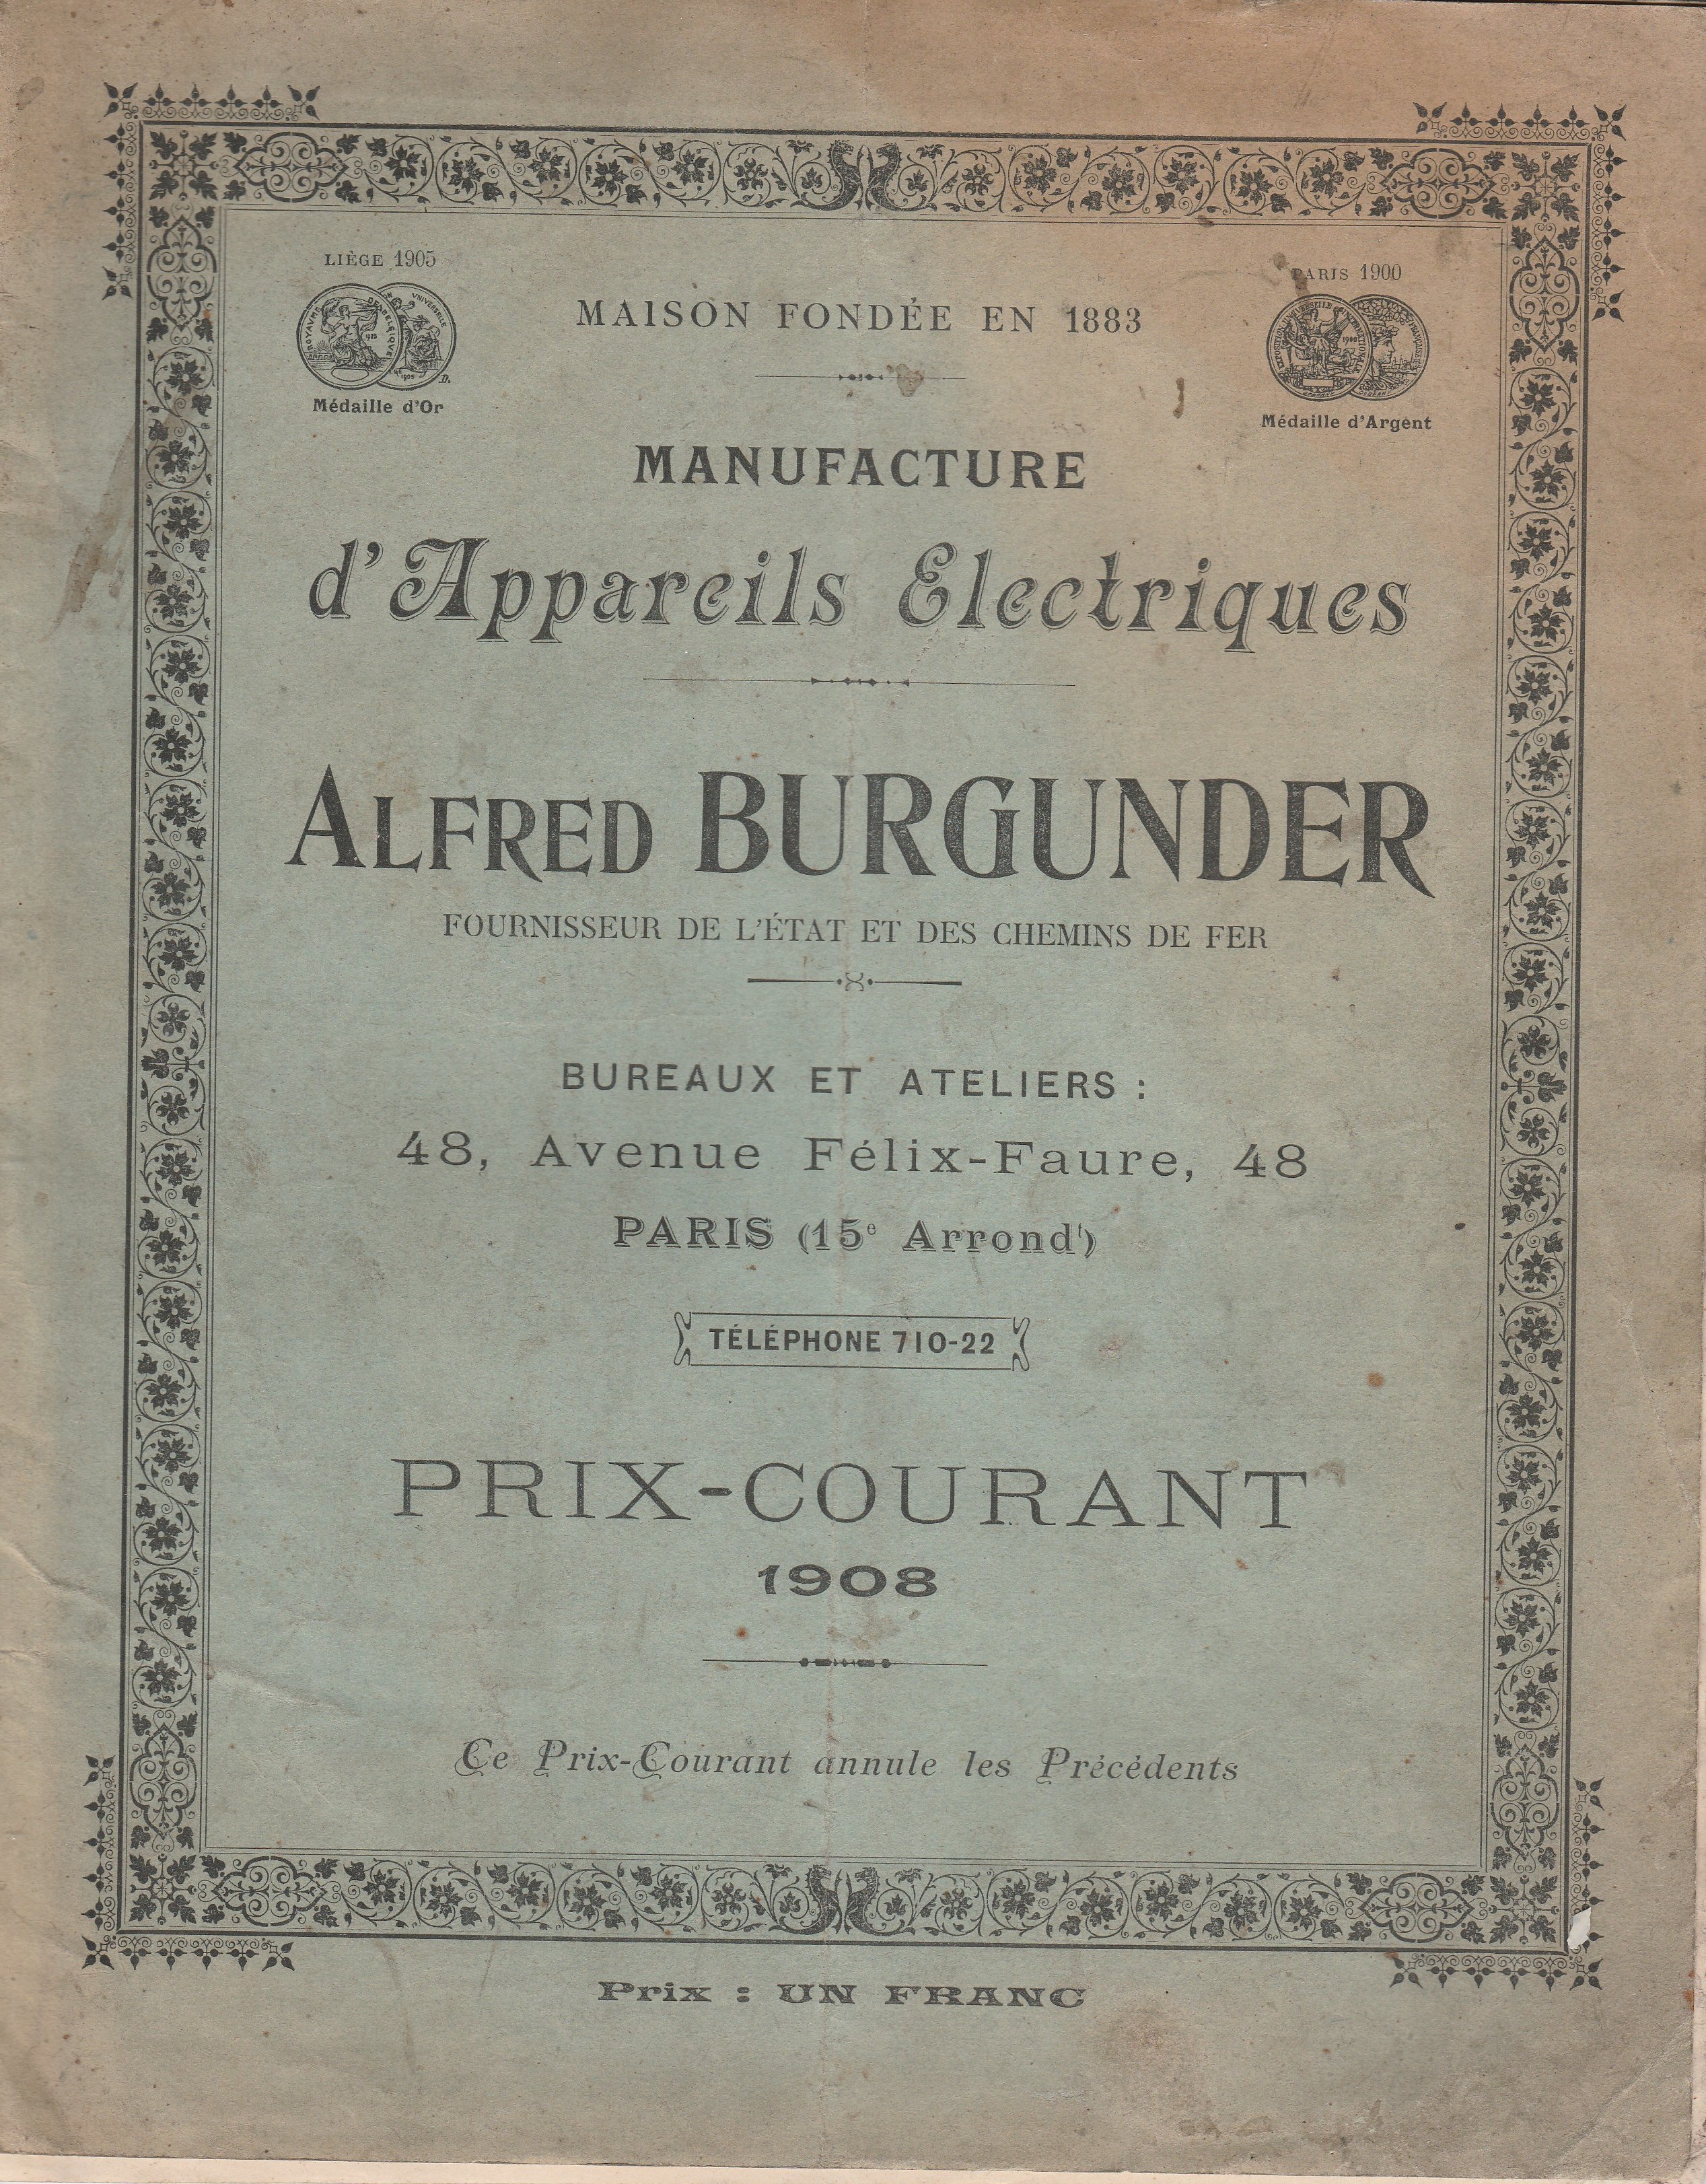 LIÈGE 1905
PARIS 1900
MAISON FONDÉE EN 1883
Médaille d'Or
Médaille d'Argent
MANUFACTURE
d'Appareils Electriques
ALFRED BURGUNDER
FOURNISSEUR DE L'ÉTAT ET DES CHEMINS DE FER
BUREAUX ET ATELIERS :
48, Avenue Félix-Faure, 48
PARIS (15e Arrondt)
TÉLÉPHONE 710-22
PRIX-COURANT
1908
Ce Prix-Courant annule les Précédents
Prix : UN FRANC